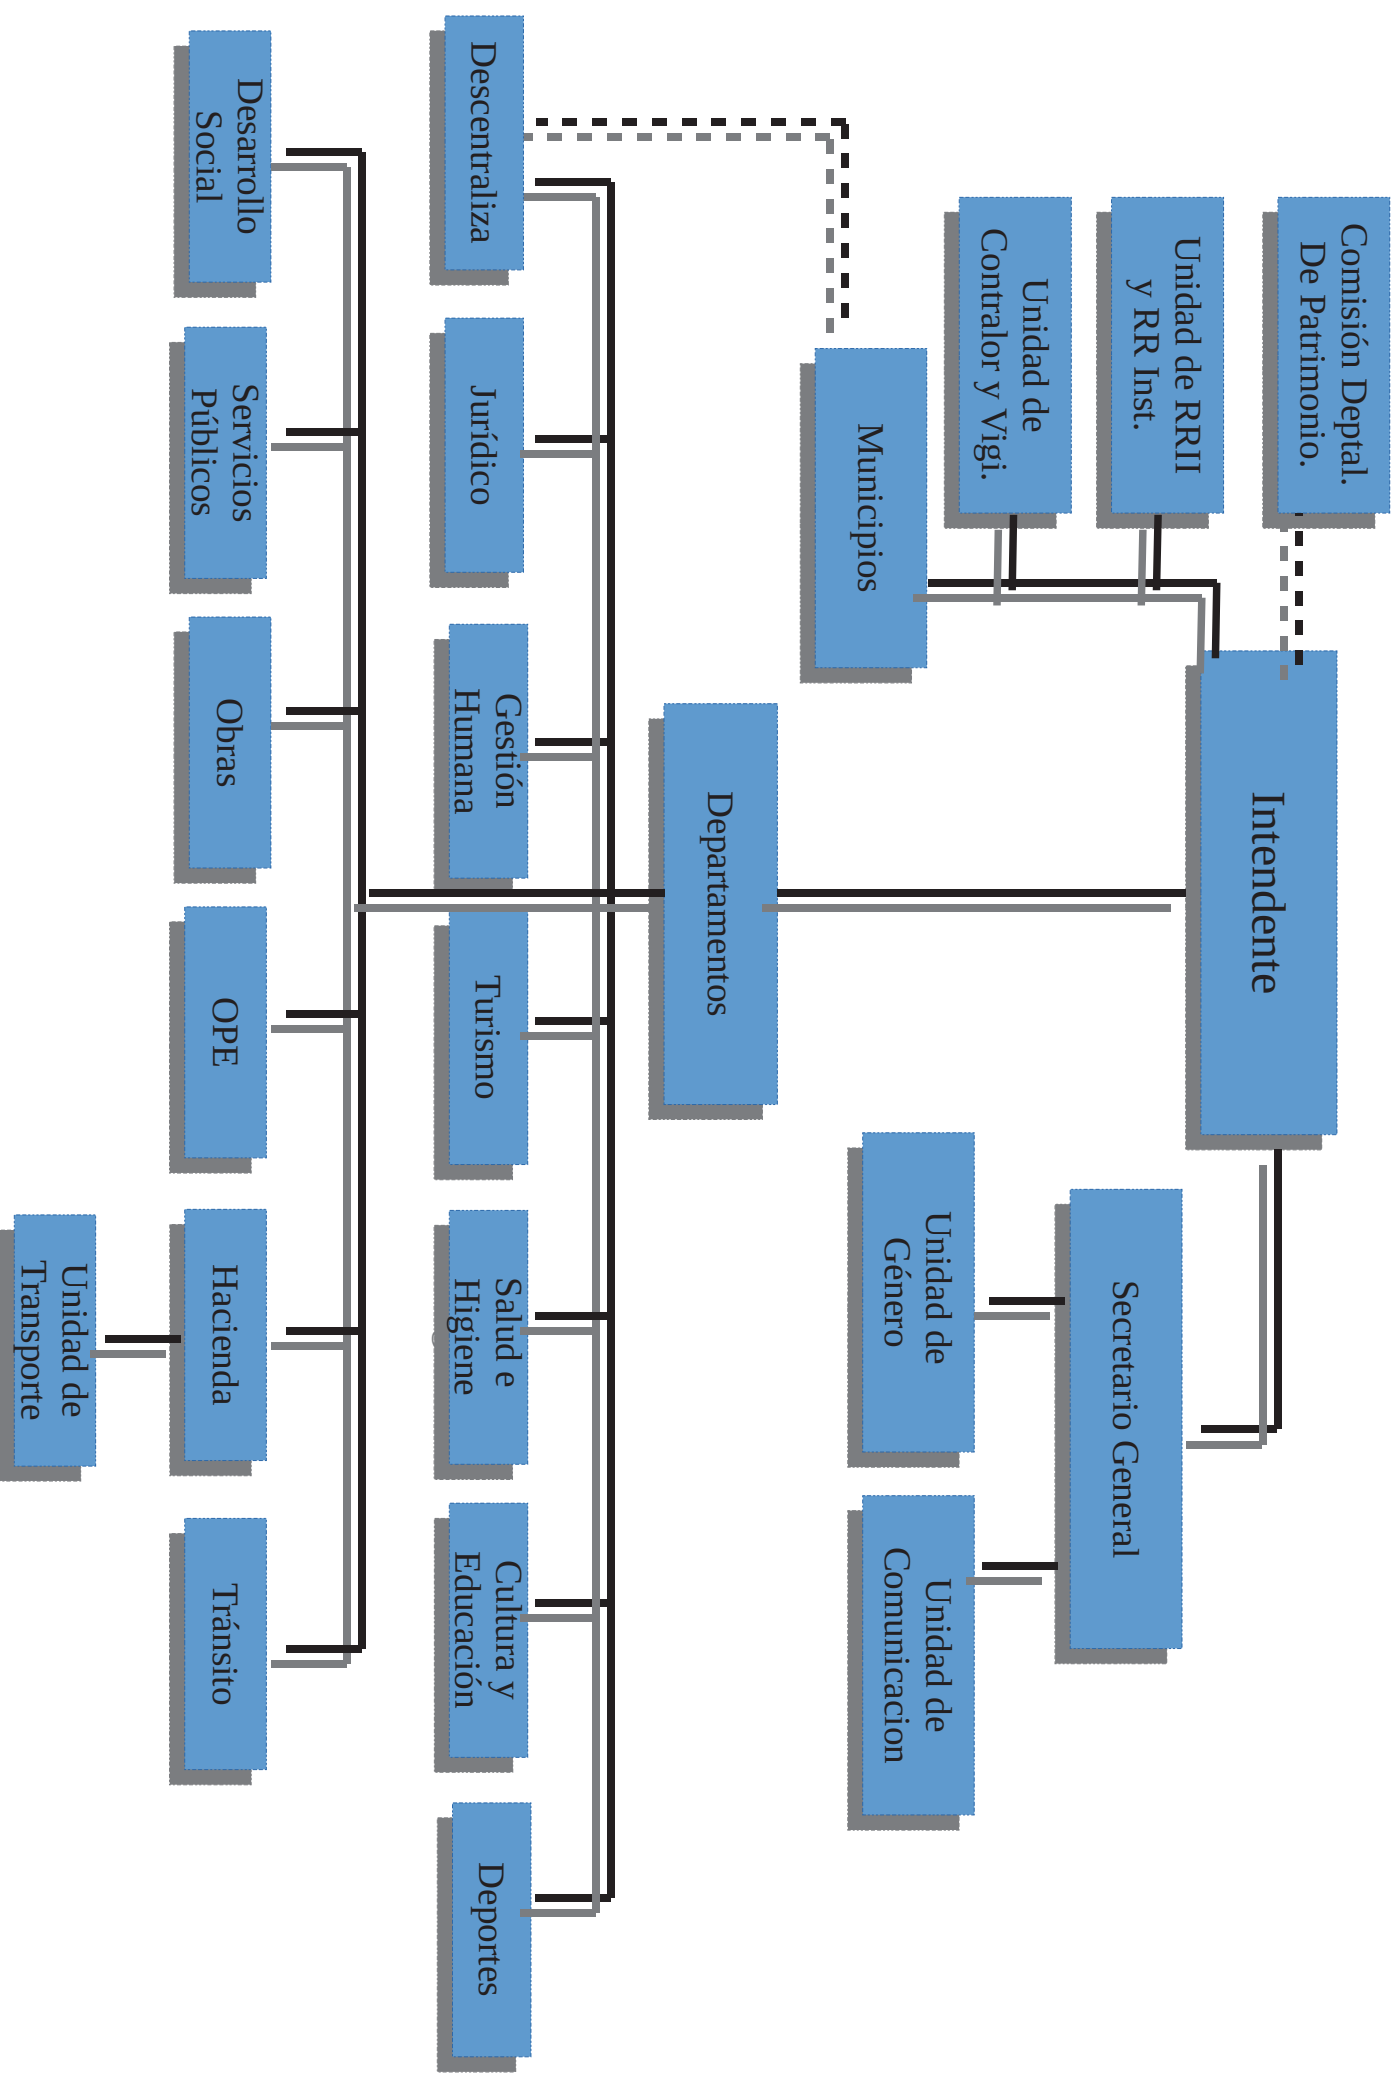 Comisión Deptal.
De Patrimonio.
Intendente
Unidad de RRII
y RR Inst.
Unidad de
Contralor y Vigi.
Secretario General
Municipios
Unidad de
Género
Unidad de
Comunicacion
Departamentos
Descentraliza
Jurídico
Gestión
Humana
Turismo
Salud e
Higiene
Cultura y
Educación
Deportes
Desarrollo
Social
Servicios
Públicos
Obras
OPE
Hacienda
Tránsito
Unidad de
Transporte